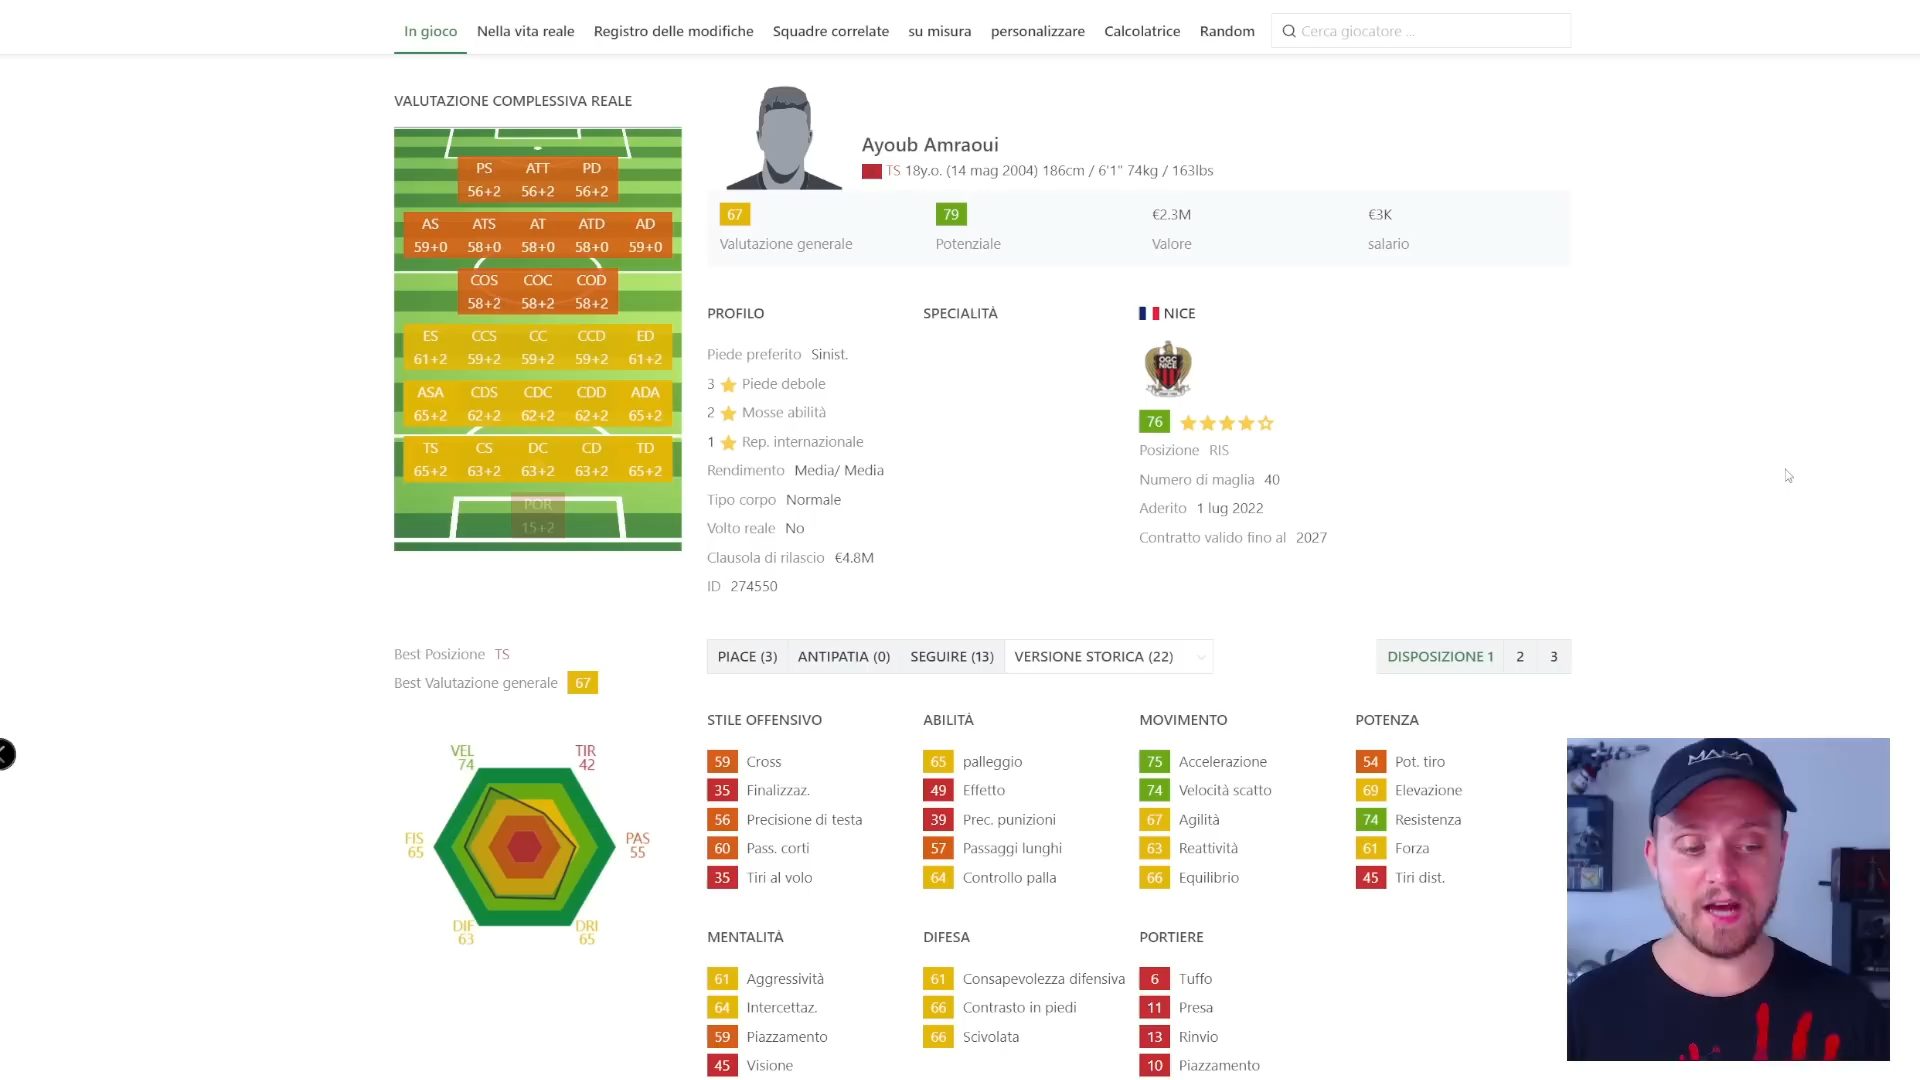 In gioco Nella vita reale Registro delle modifiche Squadre correlate su misura personalizzare Calcolatrice Random Cerca giocatore ...
VALUTAZIONE COMPLESSIVA REALE
PS ATT PD
56+2 56+2 56+2
AS ATS AT ATD AD
59+0 58+0 58+0 58+0 59+0
COS COC COD
58+2 58+2 58+2
ES CCS CC CCD ED
61+2 59+2 59+2 59+2 61+2
ASA CDS CDC CDD ADA
65+2 62+2 62+2 62+2 65+2
TS CS DC CD TD
65+2 63+2 63+2 63+2 65+2
POR
15+2
Best Posizione TS
Best Valutazione generale 67
VEL
74
TIR
42
FIS
65
PAS
55
DIF
63
DRI
65
Ayoub Amraoui
TS 18y.o. (14 mag 2004) 186cm / 6'1" 74kg / 163lbs
67 79 €2.3M €3K
Valutazione generale Potenziale Valore salario
PROFILO
Piede preferito Sinist.
3 Piede debole
2 Mosse abilità
1 Rep. internazionale
Rendimento Media/ Media
Tipo corpo Normale
Volto reale No
Clausola di rilascio €4.8M
ID 274550
SPECIALITÀ
NICE
OGC
NICE
76
Posizione RIS
Numero di maglia 40
Aderito 1 lug 2022
Contratto valido fino al 2027
PIACE (3) ANTIPATIA (0) SEGUIRE (13) VERSIONE STORICA (22) DISPOSIZIONE 1 2 3
STILE OFFENSIVO
59 Cross
35 Finalizzaz.
56 Precisione di testa
60 Pass. corti
35 Tiri al volo
ABILITÀ
65 palleggio
49 Effetto
39 Prec. punizioni
57 Passaggi lunghi
64 Controllo palla
MOVIMENTO
75 Accelerazione
74 Velocità scatto
67 Agilità
63 Reattività
66 Equilibrio
POTENZA
54 Pot. tiro
69 Elevazione
74 Resistenza
61 Forza
45 Tiri dist.
MENTALITÀ
61 Aggressività
64 Intercettaz.
59 Piazzamento
45 Visione
DIFESA
61 Consapevolezza difensiva
66 Contrasto in piedi
66 Scivolata
PORTIERE
6 Tuffo
11 Presa
13 Rinvio
10 Piazzamento